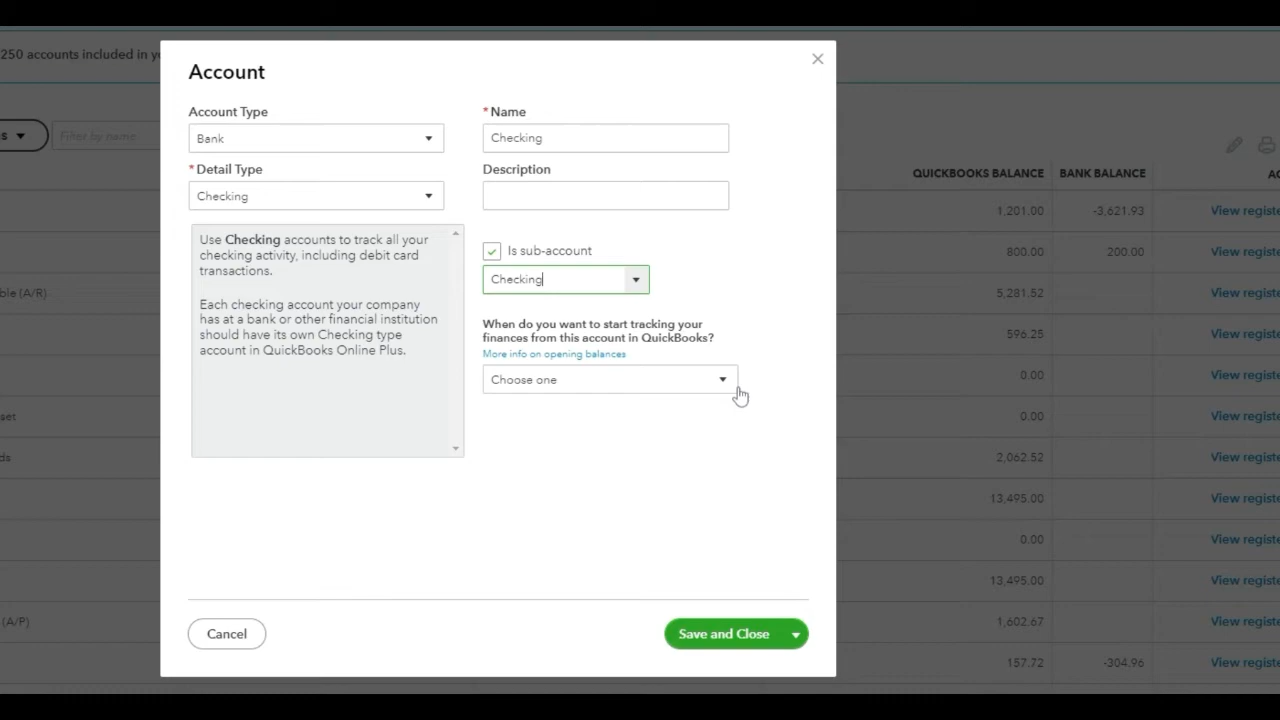 250 accounts included in y
s
Filter by name
Account
Account Type
Bank
* Detail Type
Checking
Use Checking accounts to track all your
checking activity, including debit card
transactions.
Each checking account your company
has at a bank or other financial institution
should have its own Checking type
account in QuickBooks Online Plus.
* Name
Checking
Description
Is sub-account
Checking
When do you want to start tracking your
finances from this account in QuickBooks?
More info on opening balances
Choose one
Cancel
Save and Close
QUICKBOOKS BALANCE BANK BALANCE AC
1,201.00 -3,621.93 View registe
800.00 200.00 View registe
ble (A/R) 5,281.52 View registe
596.25 View registe
0.00 View registe
set 0.00 View registe
ds 2,062.52 View registe
13,495.00 View registe
0.00 View registe
13,495.00 View registe
(A/P) 1,602.67 View registe
157.72 -304.96 View registe